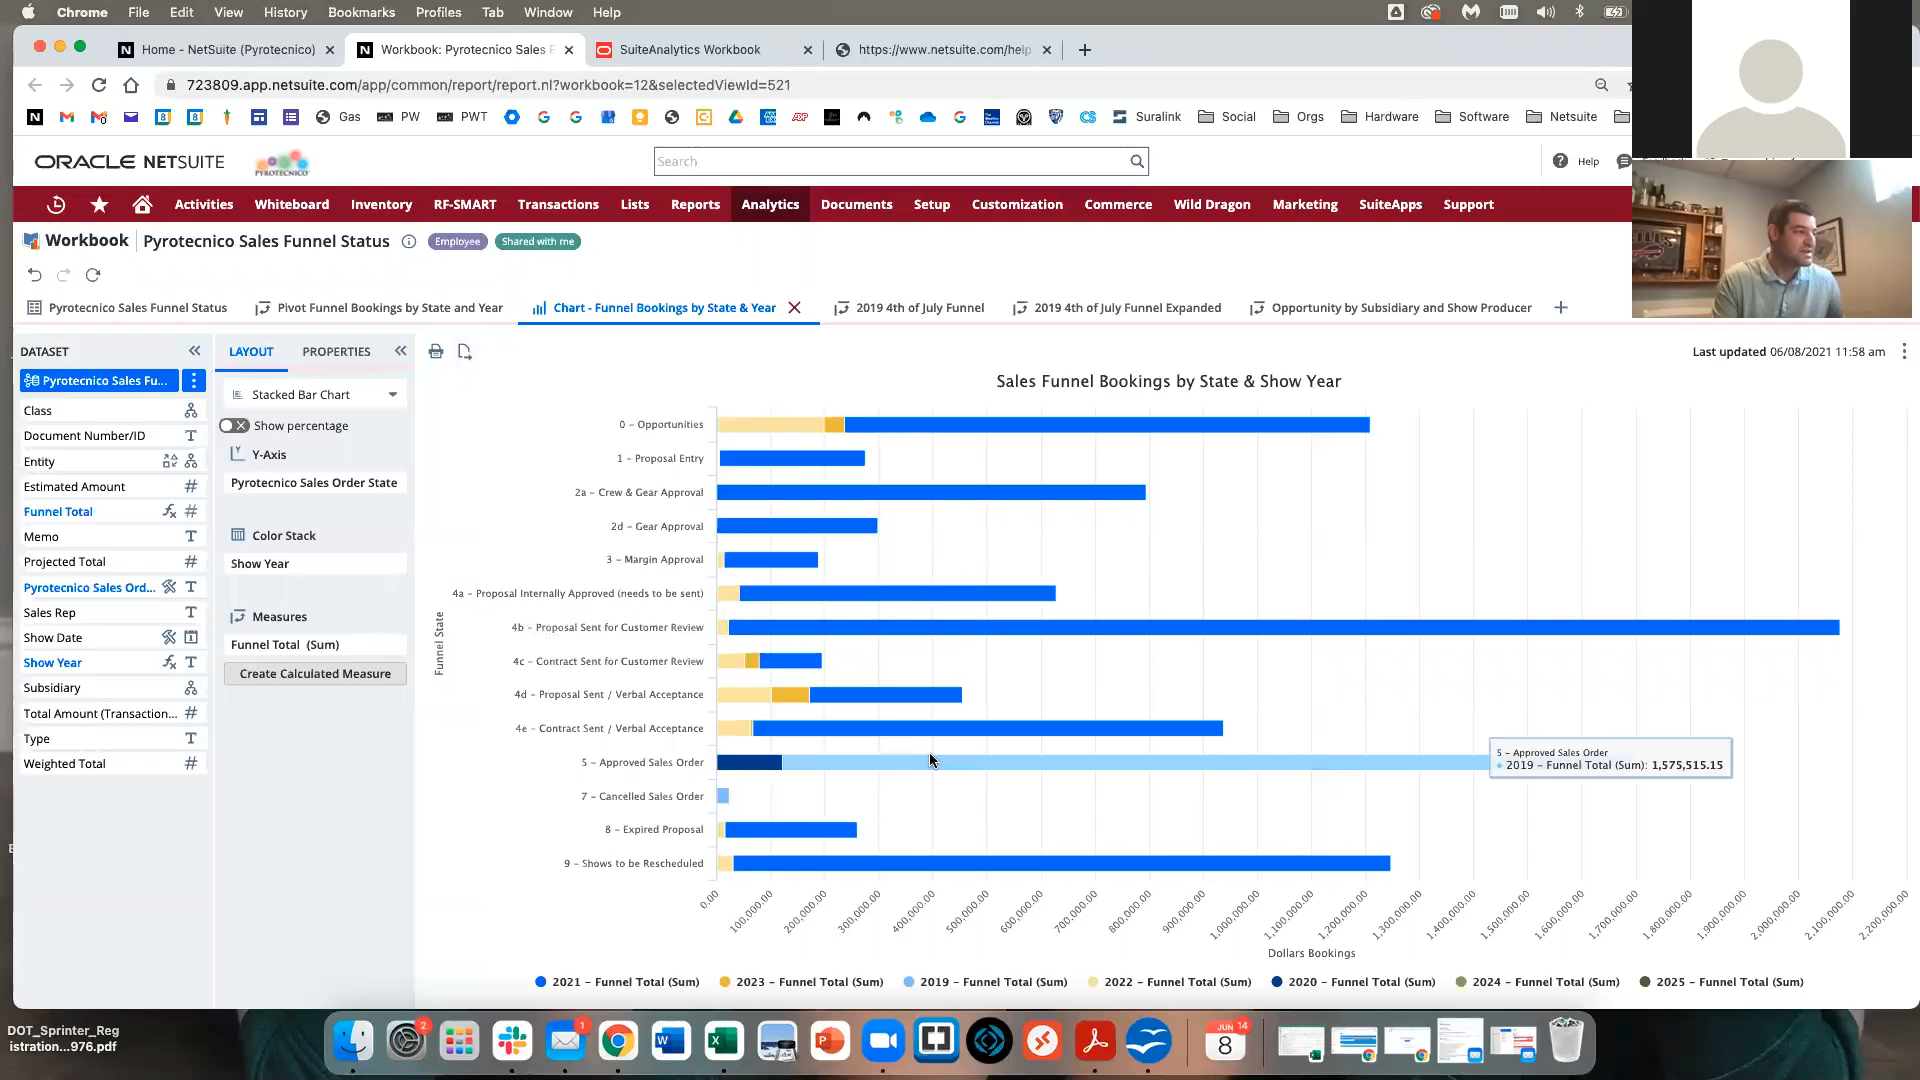 Chrome File Edit View History Bookmarks Profiles Tab Window Help
Home - NetSuite (Pyrotecnico)
Workbook: Pyrotecnico Sales F
SuiteAnalytics Workbook
https://www.netsuite.com/help
723809.app.netsuite.com/app/common/report/report.nl?workbook=12&selectedViewId=521
Gas PW PWT Suralink Social Orgs Hardware Software Netsuite
ORACLE NETSUITE
PYROTECNICO
Search
Help
Activities Whiteboard Inventory RF-SMART Transactions Lists Reports Analytics Documents Setup Customization Commerce Wild Dragon Marketing SuiteApps Support
Workbook Pyrotecnico Sales Funnel Status Employee Shared with me
Pyrotecnico Sales Funnel Status
Pivot Funnel Bookings by State and Year
Chart - Funnel Bookings by State & Year
2019 4th of July Funnel
2019 4th of July Funnel Expanded
Opportunity by Subsidiary and Show Producer
DATASET
Pyrotecnico Sales Fu...
Class
Document Number/ID
Entity
Estimated Amount
Funnel Total
Memo
Projected Total
Pyrotecnico Sales Ord...
Sales Rep
Show Date
Show Year
Subsidiary
Total Amount (Transaction...
Type
Weighted Total
LAYOUT PROPERTIES
Stacked Bar Chart
Show percentage
Y-Axis
Pyrotecnico Sales Order State
Color Stack
Show Year
Measures
Funnel Total (Sum)
Create Calculated Measure
Last updated 06/08/2021 11:58 am
Sales Funnel Bookings by State & Show Year
Funnel State
0 – Opportunities
1 – Proposal Entry
2a – Crew & Gear Approval
2d – Gear Approval
3 – Margin Approval
4a – Proposal Internally Approved (needs to be sent)
4b – Proposal Sent for Customer Review
4c – Contract Sent for Customer Review
4d – Proposal Sent / Verbal Acceptance
4e – Contract Sent / Verbal Acceptance
5 – Approved Sales Order
7 – Cancelled Sales Order
8 – Expired Proposal
9 – Shows to be Rescheduled
5 – Approved Sales Order
2019 – Funnel Total (Sum): 1,575,515.15
0.00 100,000.00 200,000.00 300,000.00 400,000.00 500,000.00 600,000.00 700,000.00 800,000.00 900,000.00 1,000,000.00 1,100,000.00 1,200,000.00 1,300,000.00 1,400,000.00 1,500,000.00 1,600,000.00 1,700,000.00 1,800,000.00 1,900,000.00 2,000,000.00 2,100,000.00 2,200,000.00
Dollars Bookings
2021 – Funnel Total (Sum) 2023 – Funnel Total (Sum) 2019 – Funnel Total (Sum) 2022 – Funnel Total (Sum) 2020 – Funnel Total (Sum) 2024 – Funnel Total (Sum) 2025 – Funnel Total (Sum)
DOT_Sprinter_Reg
istration...976.pdf
2
1
JUN 14
8